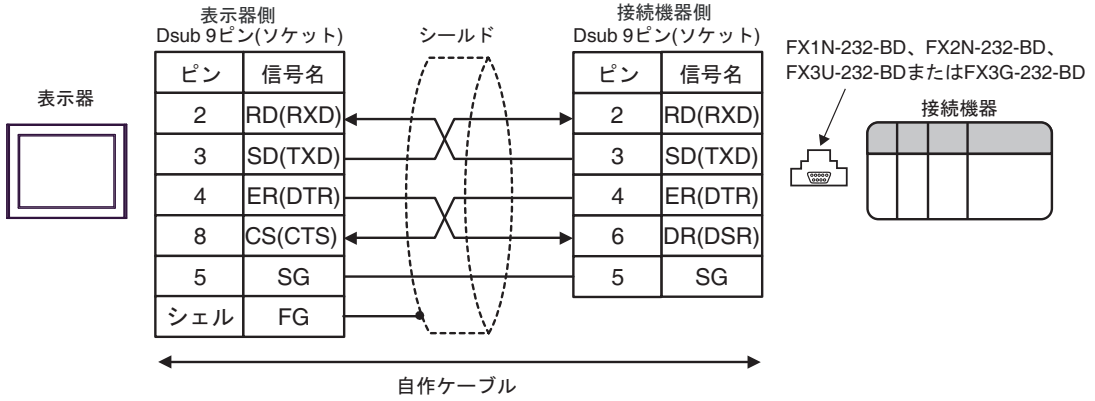 表示器側
Dsub 9ピン(ソケット)
シールド
接続機器側
Dsub 9ピン(ソケット)
FX1N-232-BD、FX2N-232-BD、
FX3U-232-BDまたはFX3G-232-BD
表示器
接続機器
ピン 信号名
2 RD(RXD)
3 SD(TXD)
4 ER(DTR)
8 CS(CTS)
5 SG
シェル FG
ピン 信号名
2 RD(RXD)
3 SD(TXD)
4 ER(DTR)
6 DR(DSR)
5 SG
自作ケーブル